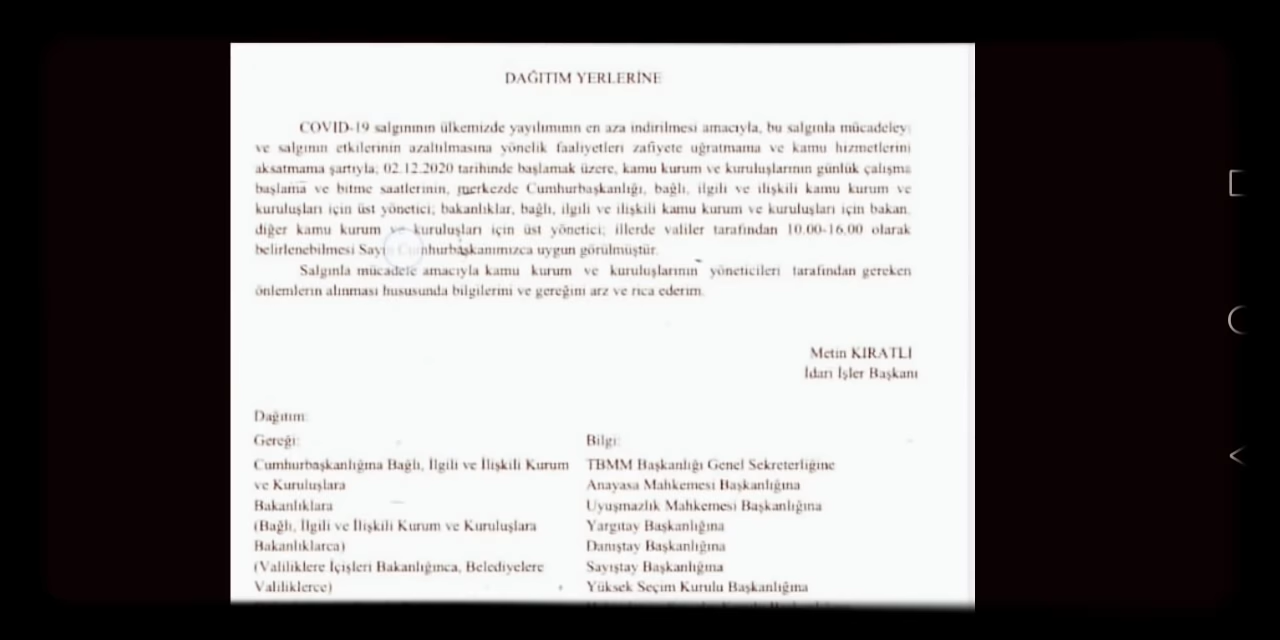 DAĞITIM YERLERİNE
COVID-19 salgınının ülkemizde yayılımının en aza indirilmesi amacıyla, bu salgınla mücadeley
ve salgının etkilerinin azaltılmasına yönelik faaliyetleri zafiyete uğratmama ve kamu hizmetlerini
aksatmama şartıyla; 02.12.2020 tarihinde başlamak üzere, kamu kurum ve kuruluşlarının günlük çalışma
başlama ve bitme saatlerinin, merkezde Cumhurbaşkanlığı, bağlı, ilgili ve ilişkili kamu kurum ve
kuruluşları için üst yönetici; bakanlıklar, bağlı, ilgili ve ilişkili kamu kurum ve kuruluşları için bakan,
diğer kamu kurum ve kuruluşları için üst yönetici; illerde valiler tarafından 10.00-16.00 olarak
belirlenebilmesi Sayın Cumhurbaşkanımızca uygun görülmüştür.
Salgınla mücadele amacıyla kamu kurum ve kuruluşlarının yöneticileri tarafından gereken
önlemlerin alınması hususunda bilgilerini ve gereğini arz ve rica ederim.
Metin KIRATLI
İdari İşler Başkanı
Dağıtım:
Gereği:
Bilgi:
Cumhurbaşkanlığına Bağlı, İlgili ve İlişkili Kurum
ve Kuruluşlara
Bakanlıklara
(Bağlı, İlgili ve İlişkili Kurum ve Kuruluşlara
Bakanlıklarca)
(Valiliklere İçişleri Bakanlığınca, Belediyelere
Valiliklerce)
TBMM Başkanlığı Genel Sekreterliğine
Anayasa Mahkemesi Başkanlığına
Uyuşmazlık Mahkemesi Başkanlığına
Yargıtay Başkanlığına
Danıştay Başkanlığına
Sayıştay Başkanlığına
Yüksek Seçim Kurulu Başkanlığına